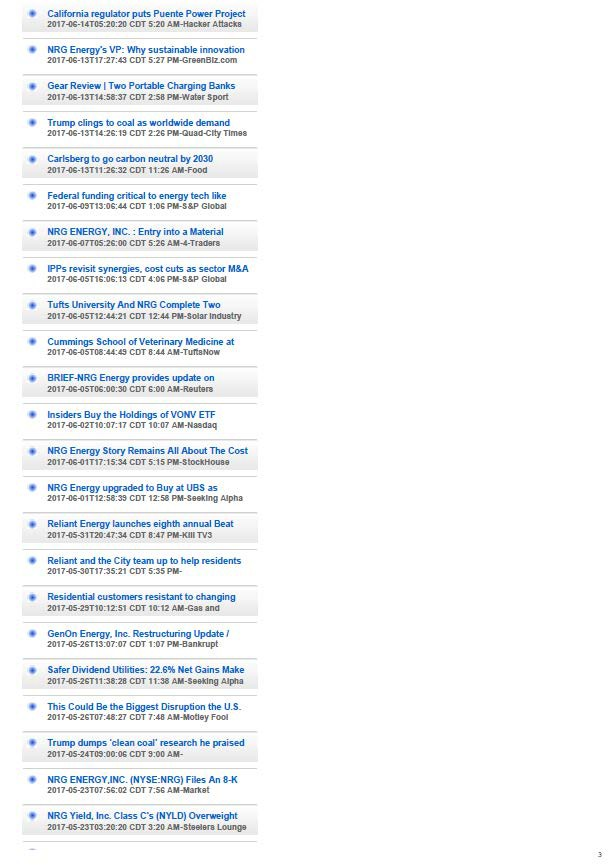 California regulator puts Puente Power Project
2017-06-14T05:20:20 CDT 5:20 AM-Hacker Attacks
NRG Energy's VP: Why sustainable innovation
2017-06-13T17:27:43 CDT 5:27 PM-GreenBiz.com
Gear Review | Two Portable Charging Banks
2017-06-13T14:58:37 CDT 2:58 PM-Water Sport
Trump clings to coal as worldwide demand
2017-06-13T14:26:19 CDT 2:26 PM-Quad-City Times
Carlsberg to go carbon neutral by 2030
2017-06-13T11:26:32 CDT 11:26 AM-Food
Federal funding critical to energy tech like
2017-06-09T13:06:44 CDT 1:06 PM-S&P Global
NRG ENERGY, INC. : Entry into a Material
2017-06-07T05:26:00 CDT 5:26 AM-4-Traders
IPPs revisit synergies, cost cuts as sector M&A
2017-06-05T16:06:13 CDT 4:06 PM-S&P Global
Tufts University And NRG Complete Two
2017-06-05T12:44:21 CDT 12:44 PM-Solar Industry
Cummings School of Veterinary Medicine at
2017-06-05T08:44:49 CDT 8:44 AM-TuftsNow
BRIEF-NRG Energy provides update on
2017-06-05T06:00:30 CDT 6:00 AM-Reuters
Insiders Buy the Holdings of VONV ETF
2017-06-02T10:07:17 CDT 10:07 AM-Nasdaq
NRG Energy Story Remains All About The Cost
2017-06-01T17:15:34 CDT 5:15 PM-StockHouse
NRG Energy upgraded to Buy at UBS as
2017-06-01T12:58:39 CDT 12:58 PM-Seeking Alpha
Reliant Energy launches eighth annual Beat
2017-05-31T20:47:34 CDT 8:47 PM-Kiii TV3
Reliant and the City team up to help residents
2017-05-30T17:35:21 CDT 5:35 PM-
Residential customers resistant to changing
2017-05-29T10:12:51 CDT 10:12 AM-Gas and
GenOn Energy, Inc. Restructuring Update /
2017-05-26T13:07:07 CDT 1:07 PM-Bankrupt
Safer Dividend Utilities: 22.6% Net Gains Make
2017-05-26T11:38:28 CDT 11:38 AM-Seeking Alpha
This Could Be the Biggest Disruption the U.S.
2017-05-26T07:48:27 CDT 7:48 AM-Motley Fool
Trump dumps 'clean coal' research he praised
2017-05-24T09:00:06 CDT 9:00 AM-
NRG ENERGY,INC. (NYSE:NRG) Files An 8-K
2017-05-23T07:56:02 CDT 7:56 AM-Market
NRG Yield, Inc. Class C's (NYLD) Overweight
2017-05-23T03:20:20 CDT 3:20 AM-Steelers Lounge
3